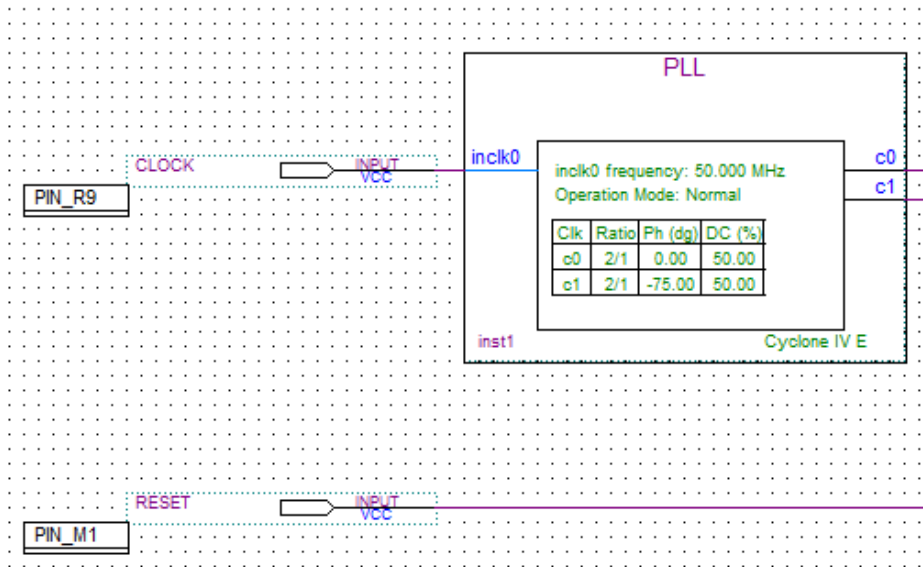 PLL
CLOCK
INPUT
VCC
PIN_R9
inclk0
c0
c1
inclk0 frequency: 50.000 MHz
Operation Mode: Normal
Clk Ratio Ph (dg) DC (%)
c0 2/1 0.00 50.00
c1 2/1 -75.00 50.00
inst1
Cyclone IV E
RESET
INPUT
VCC
PIN_M1